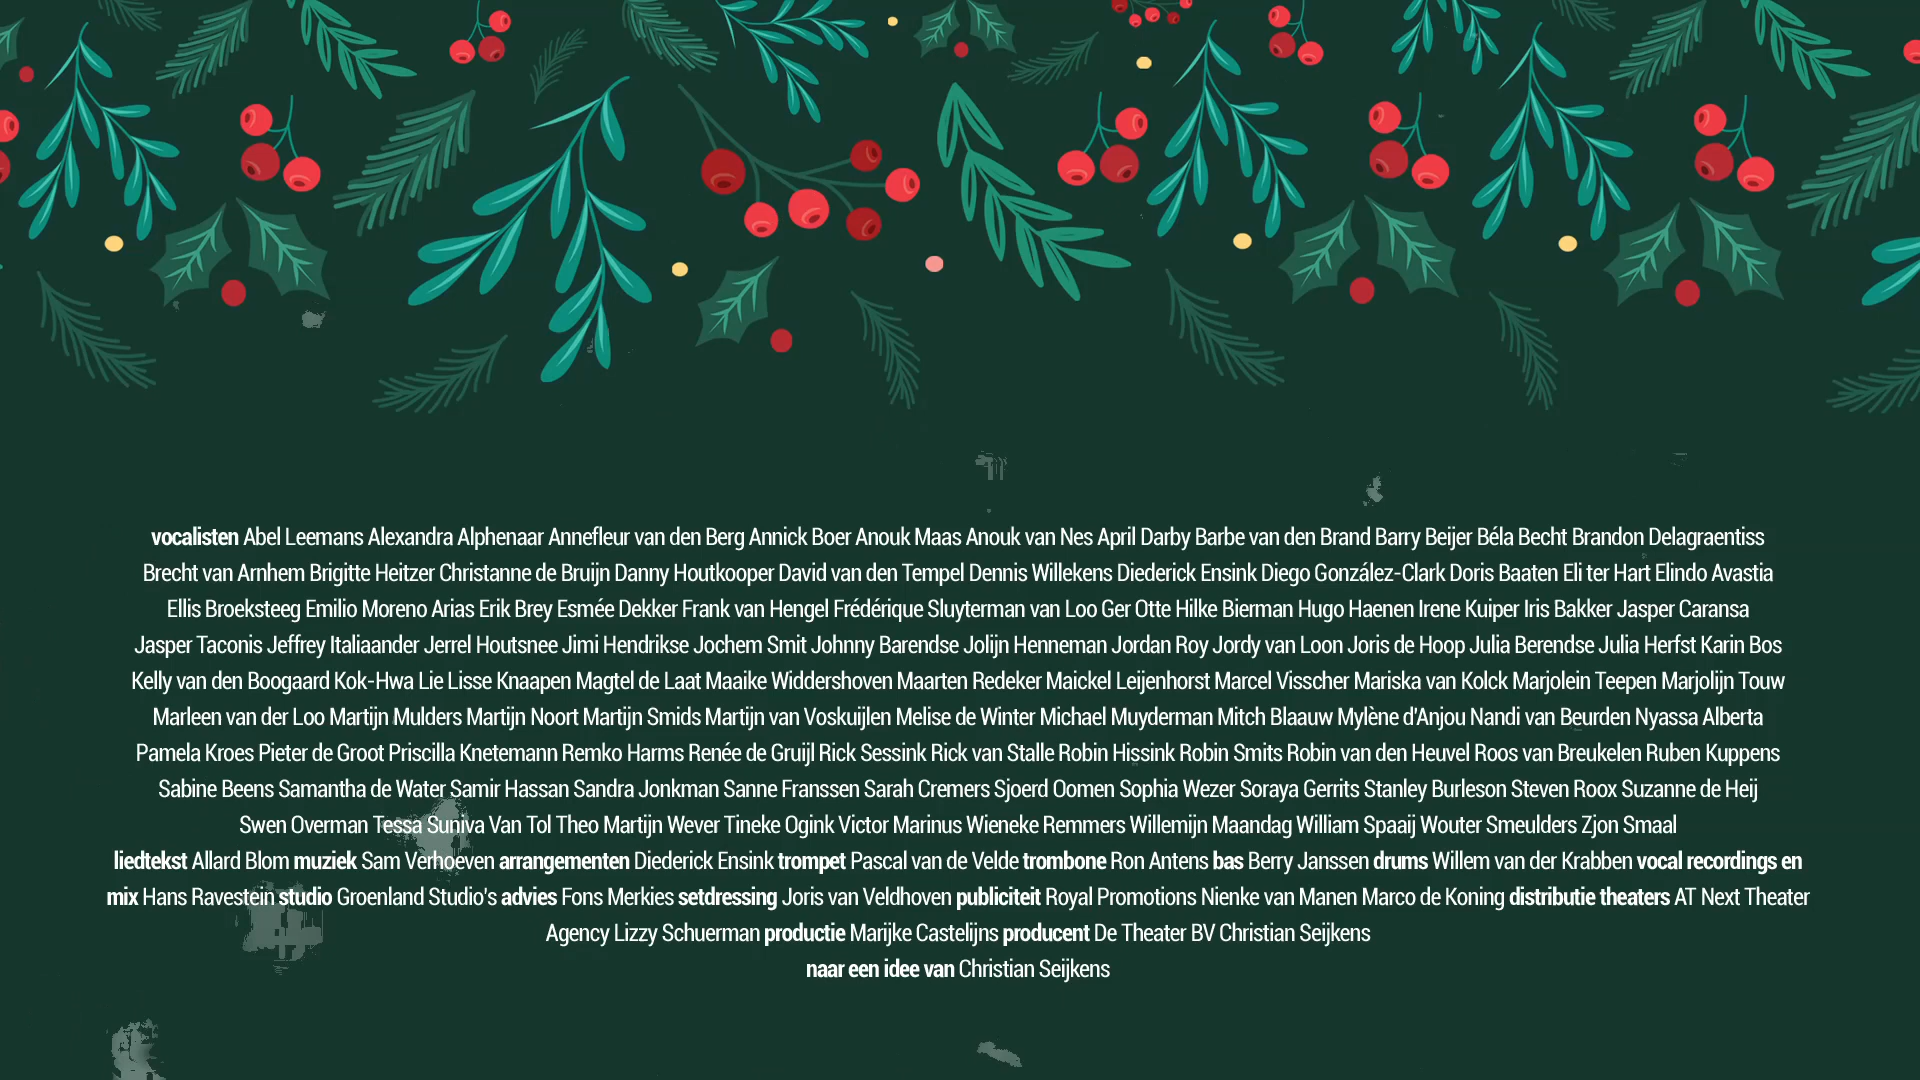 vocalisten Abel Leemans Alexandra Alphenaar Annefleur van den Berg Annick Boer Anouk Maas Anouk van Nes April Darby Barbe van den Brand Barry Beijer Béla Becht Brandon Delagraentiss
Brecht van Arnhem Brigitte Heitzer Christanne de Bruijn Danny Houtkooper David van den Tempel Dennis Willekens Diederick Ensink Diego González-Clark Doris Baaten Eli ter Hart Elindo Avastia
Ellis Broeksteeg Emilio Moreno Arias Erik Brey Esmée Dekker Frank van Hengel Frédérique Sluyterman van Loo Ger Otte Hilke Bierman Hugo Haenen Irene Kuiper Iris Bakker Jasper Caransa
Jasper Taconis Jeffrey Italiaander Jerrel Houtsnee Jimi Hendrikse Jochem Smit Johnny Barendse Jolijn Henneman Jordan Roy Jordy van Loon Joris de Hoop Julia Berendse Julia Herfst Karin Bos
Kelly van den Boogaard Kok-Hwa Lie Lisse Knaapen Magtel de Laat Maaike Widdershoven Maarten Redeker Maickel Leijenhorst Marcel Visscher Mariska van Kolck Marjolein Teepen Marjolijn Touw
Marleen van der Loo Martijn Mulders Martijn Noort Martijn Smids Martijn van Voskuijlen Melise de Winter Michael Muyderman Mitch Blaauw Mylène d'Anjou Nandi van Beurden Nyassa Alberta
Pamela Kroes Pieter de Groot Priscilla Knetemann Remko Harms Renée de Gruijl Rick Sessink Rick van Stalle Robin Hissink Robin Smits Robin van den Heuvel Roos van Breukelen Ruben Kuppens
Sabine Beens Samantha de Water Samir Hassan Sandra Jonkman Sanne Franssen Sarah Cremers Sjoerd Oomen Sophia Wezer Soraya Gerrits Stanley Burleson Steven Roox Suzanne de Heij
Swen Overman Tessa Suniva Van Tol Theo Martijn Wever Tineke Ogink Victor Marinus Wieneke Remmers Willemijn Maandag William Spaaij Wouter Smeulders Zjon Smaal
liedtekst Allard Blom muziek Sam Verhoeven arrangementen Diederick Ensink trompet Pascal van de Velde trombone Ron Antens bas Berry Janssen drums Willem van der Krabben vocal recordings en
mix Hans Ravestein studio Groenland Studio's advies Fons Merkies setdressing Joris van Veldhoven publiciteit Royal Promotions Nienke van Manen Marco de Koning distributie theaters AT Next Theater
Agency Lizzy Schuerman productie Marijke Castelijns producent De Theater BV Christian Seijkens
naar een idee van Christian Seijkens